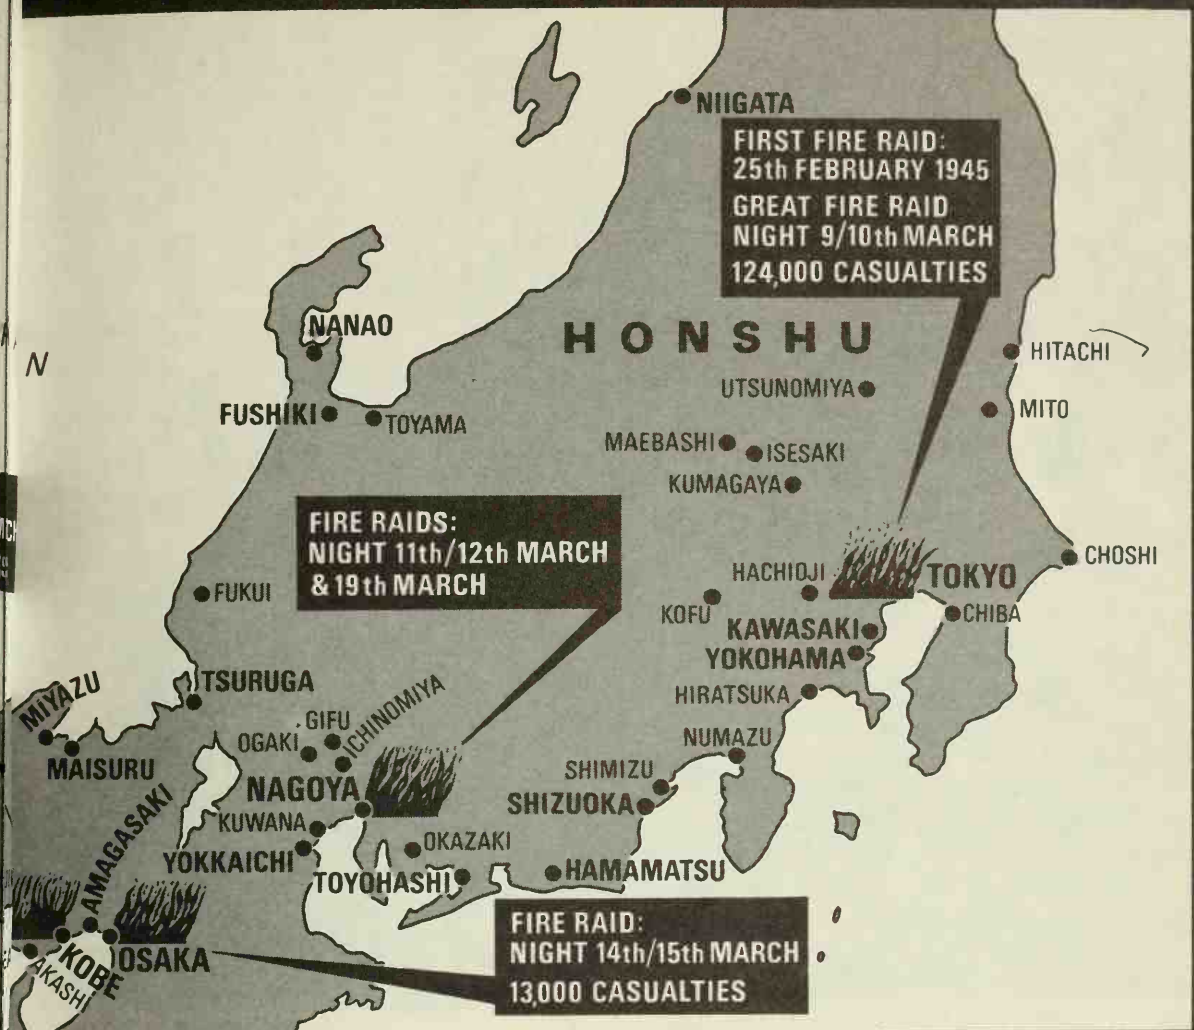 NIIGATA
FIRST FIRE RAID:
25th FEBRUARY 1945
GREAT FIRE RAID
NIGHT 9/10th MARCH
124,000 CASUALTIES
NANAO
HONSHU
HITACHI
N
UTSUNOMIYA
FUSHIKI
TOYAMA
MITO
MAEBASHI
ISESAKI
KUMAGAYA
FIRE RAIDS:
NIGHT 11th/12th MARCH
& 19th MARCH
CHOSHI
HACHIOJI
TOKYO
FUKUI
KOFU
CHIBA
KAWASAKI
YOKOHAMA
TSURUGA
HIRATSUKA
MIYAZU
GIFU
ICHINOMIYA
OGAKI
NUMAZU
MAISURU
SHIMIZU
NAGOYA
SHIZUOKA
AMAGASAKI
KUWANA
OKAZAKI
YOKKAICHI
TOYOHASHI
HAMAMATSU
FIRE RAID:
NIGHT 14th/15th MARCH
13,000 CASUALTIES
KOBE
OSAKA
AKASHI